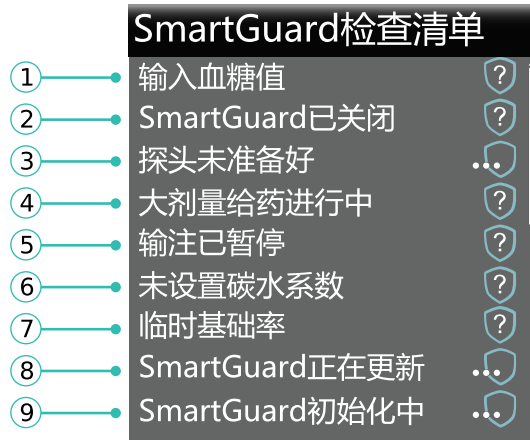 SmartGuard检查清单
1 输入血糖值 ?
2 SmartGuard已关闭 ?
3 探头未准备好 ...
4 大剂量给药进行中 ?
5 输注已暂停 ?
6 未设置碳水系数 ?
7 临时基础率 ?
8 SmartGuard正在更新 ...
9 SmartGuard初始化中 ...